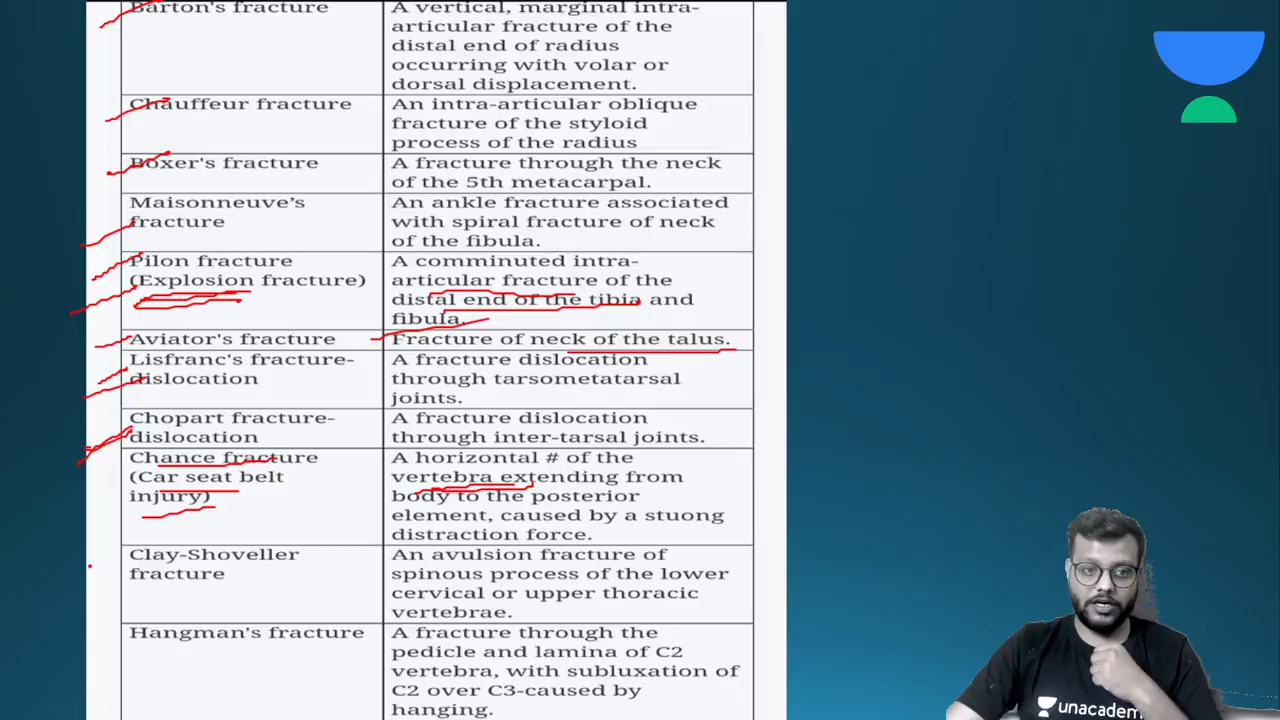 Barton's fracture
A vertical, marginal intra-
articular fracture of the
distal end of radius
occurring with volar or
dorsal displacement.
Chauffeur fracture
An intra-articular oblique
fracture of the styloid
process of the radius
Boxer's fracture
A fracture through the neck
of the 5th metacarpal.
Maisonneuve’s
fracture
An ankle fracture associated
with spiral fracture of neck
of the fibula.
Pilon fracture
(Explosion fracture)
A comminuted intra-
articular fracture of the
distal end of the tibia and
fibula.
Aviator's fracture
Fracture of neck of the talus.
Lisfranc's fracture-
dislocation
A fracture dislocation
through tarsometatarsal
joints.
Chopart fracture-
dislocation
A fracture dislocation
through inter-tarsal joints.
Chance fracture
(Car seat belt
injury)
A horizontal # of the
vertebra extending from
body to the posterior
element, caused by a stuong
distraction force.
Clay-Shoveller
fracture
An avulsion fracture of
spinous process of the lower
cervical or upper thoracic
vertebrae.
Hangman's fracture
A fracture through the
pedicle and lamina of C2
vertebra, with subluxation of
C2 over C3-caused by
hanging.
unacadem